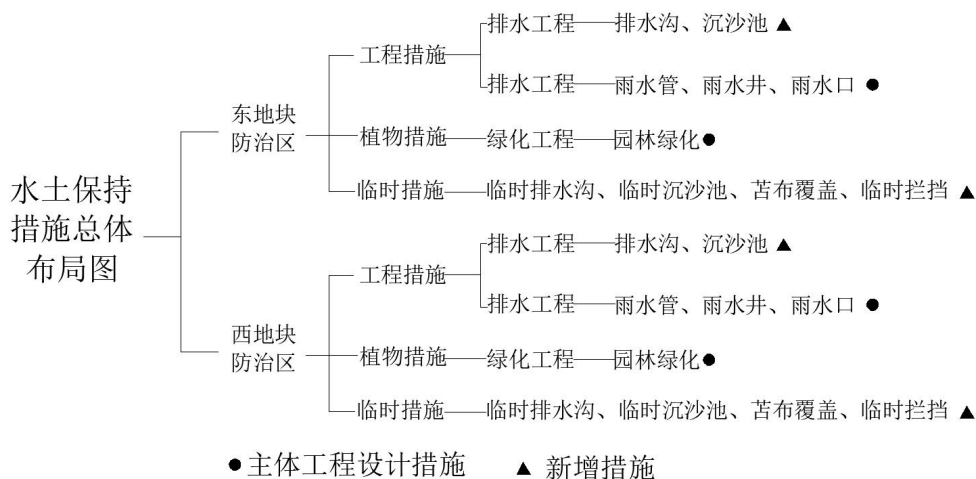 水土保持
措施总体
布局图
东地块
防治区
工程措施
排水工程 排水沟、沉沙池 ▲
排水工程 雨水管、雨水井、雨水口 ●
植物措施 绿化工程 园林绿化●
临时措施 临时排水沟、临时沉沙池、苫布覆盖、临时拦挡 ▲
西地块
防治区
工程措施
排水工程 排水沟、沉沙池 ▲
排水工程 雨水管、雨水井、雨水口 ●
植物措施 绿化工程 园林绿化●
临时措施 临时排水沟、临时沉沙池、苫布覆盖、临时拦挡 ▲
●主体工程设计措施 ▲ 新增措施